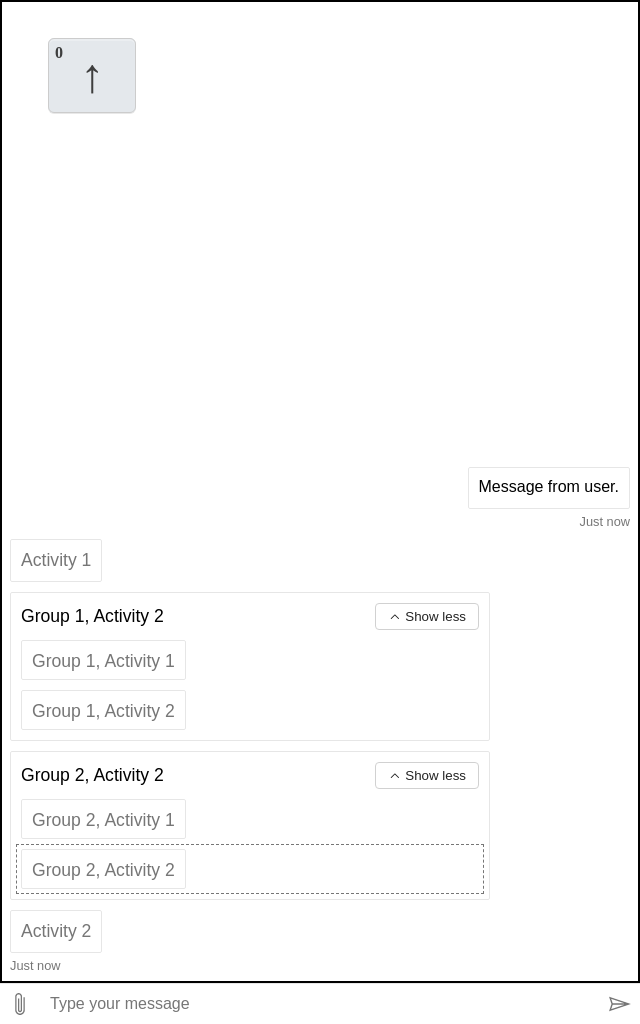 0
↑
Message from user.
Just now
Activity 1
Group 1, Activity 2
Show less
Group 1, Activity 1
Group 1, Activity 2
Group 2, Activity 2
Show less
Group 2, Activity 1
Group 2, Activity 2
Activity 2
Just now
Type your message